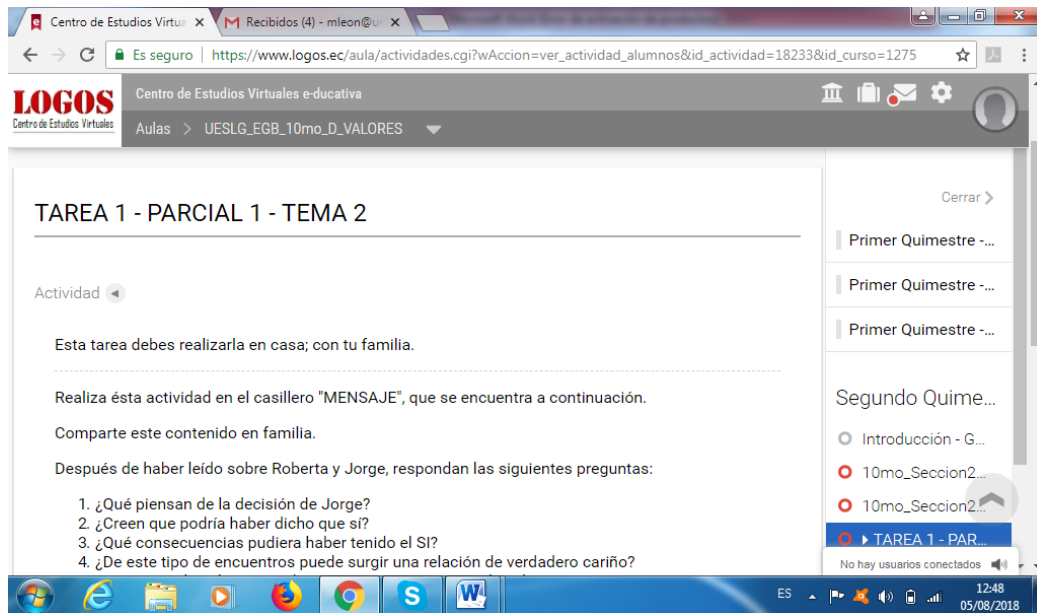 Centro de Estudios Virtua
Recibidos (4) - mleon@u
Es seguro | https://www.logos.ec/aula/actividades.cgi?wAccion=ver_actividad_alumnos&id_actividad=18233&id_curso=1275
LOGOS
Centro de Estudios Virtuales
Centro de Estudios Virtuales e-ducativa
Aulas > UESLG_EGB_10mo_D_VALORES
TAREA 1 - PARCIAL 1 - TEMA 2
Actividad
Esta tarea debes realizarla en casa; con tu familia.
Realiza ésta actividad en el casillero "MENSAJE", que se encuentra a continuación.
Comparte este contenido en familia.
Después de haber leído sobre Roberta y Jorge, respondan las siguientes preguntas:
1. ¿Qué piensan de la decisión de Jorge?
2. ¿Creen que podría haber dicho que sí?
3. ¿Qué consecuencias pudiera haber tenido el SI?
4. ¿De este tipo de encuentros puede surgir una relación de verdadero cariño?
Cerrar
Primer Quimestre -...
Primer Quimestre -...
Primer Quimestre -...
Segundo Quime...
Introducción - G...
10mo_Seccion2...
10mo_Seccion2...
TAREA 1 - PAR...
No hay usuarios conectados
ES
12:48
05/08/2018